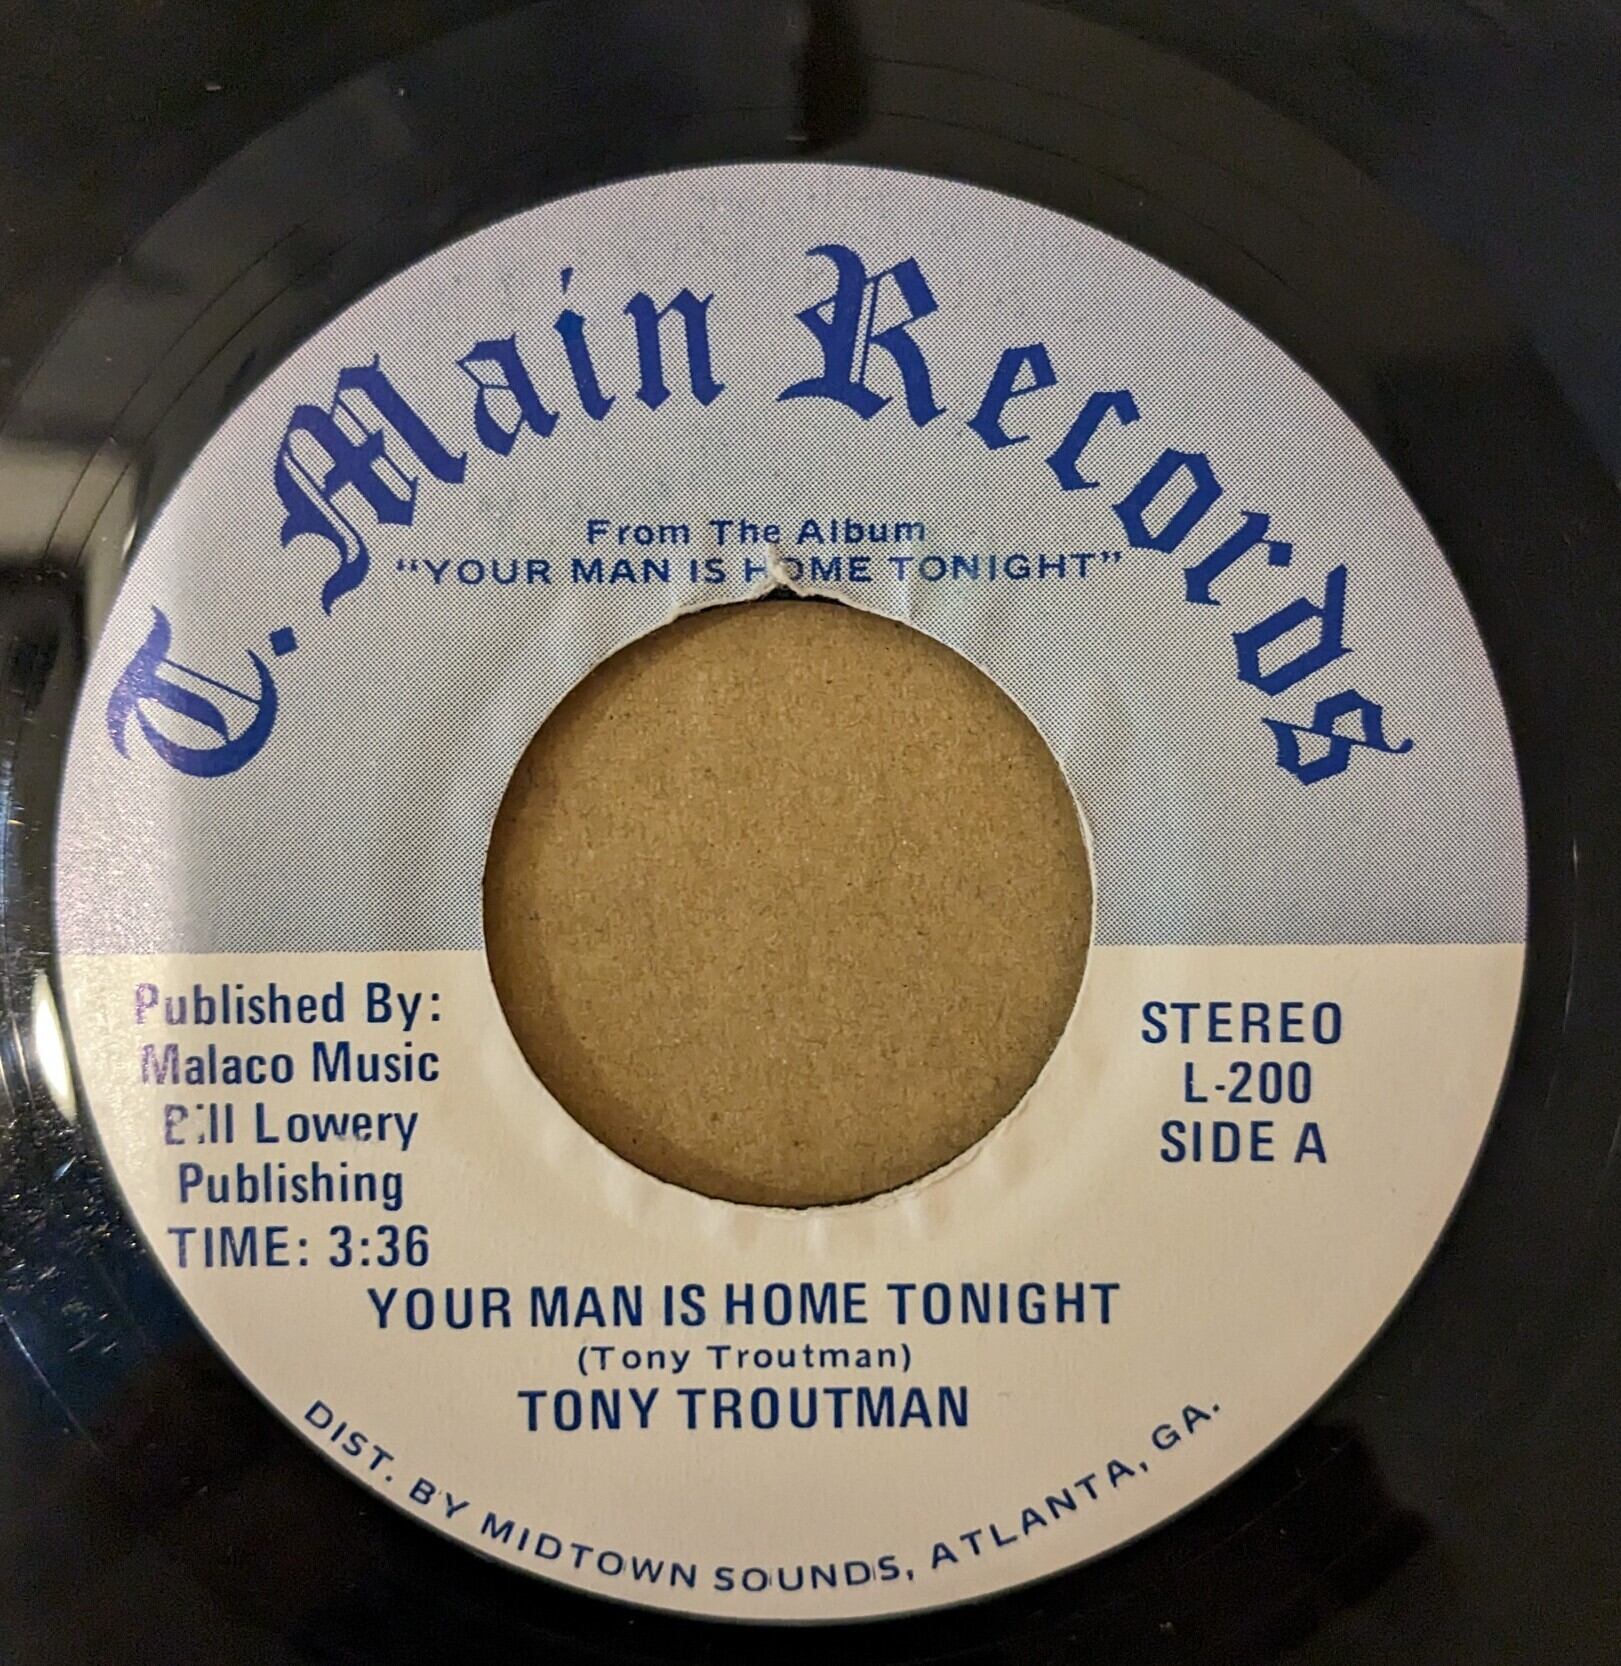 T. Main Records
From The Album
“YOUR MAN IS HOME TONIGHT”
Published By:
Malaco Music
Bill Lowery
Publishing
TIME: 3:36
STEREO
L-200
SIDE A
YOUR MAN IS HOME TONIGHT
(Tony Troutman)
TONY TROUTMAN
DIST. BY MIDTOWN SOUNDS, ATLANTA, GA.